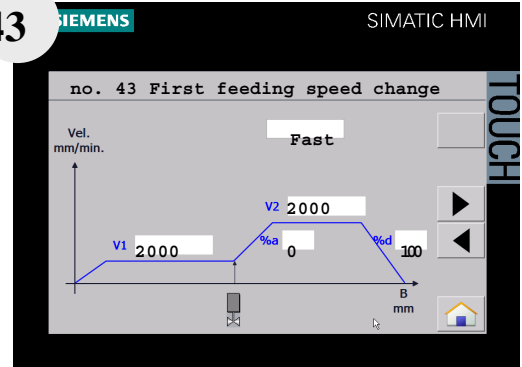 43
SIEMENS
SIMATIC HMI
TOUCH
no. 43 First feeding speed change
Vel.
mm/min.
Fast
V2 2000
V1 2000
%a 0
%d 100
B
mm